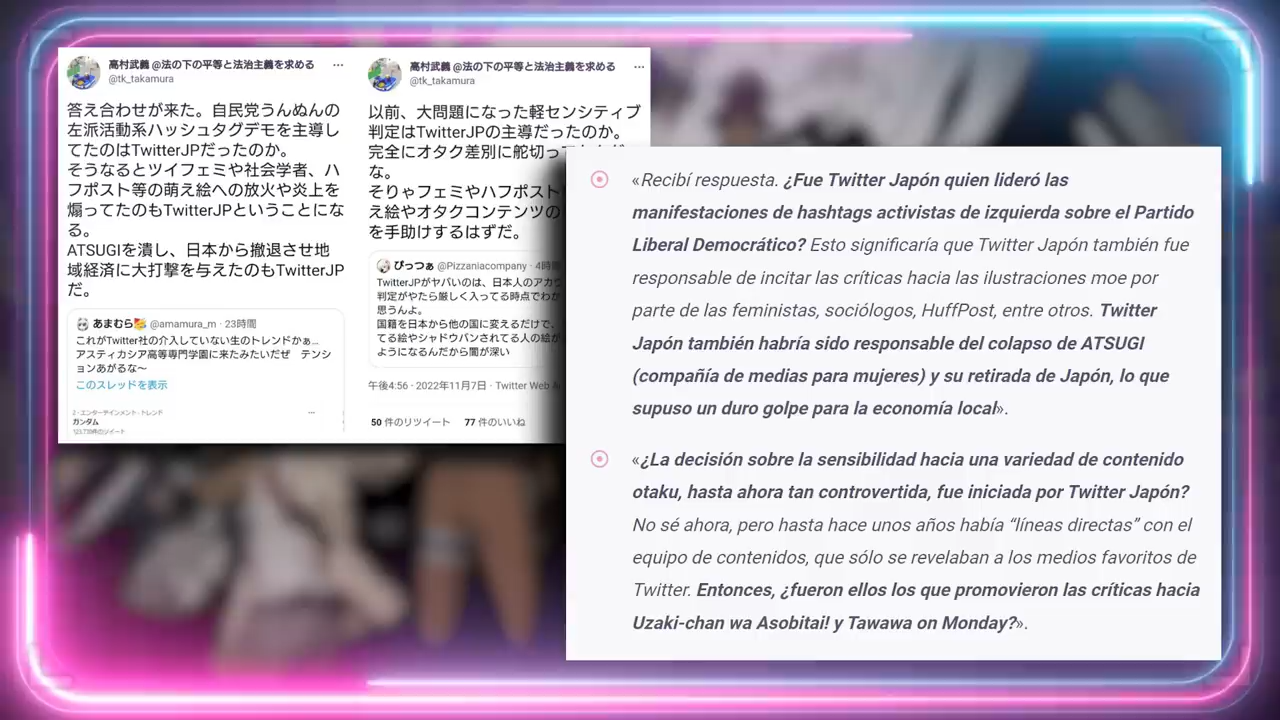 高村武義 @法の下の平等と法治主義を求める
@tk_takamura
答え合わせが来た。自民党うんぬんの
左派活動系ハッシュタグデモを主導し
てたのはTwitterJPだったのか。
そうなるとツイフェミや社会学者、ハ
フポスト等の萌え絵への放火や炎上を
煽ってたのもTwitterJPということにな
る。
ATSUGIを潰し、日本から撤退させ地
域経済に大打撃を与えたのもTwitterJP
だ。
あまむら🥰 @amamura_m · 23時間
これがTwitter社の介入していない生のトレンドかぁ…
アスティカシア高等専門学園に来たみたいだぜ テンシ
ョンあがるな〜
このスレッドを表示
2 · エンターテインメント · トレンド
ガンダム
高村武義 @法の下の平等と法治主義を求める
@tk_takamura
以前、大問題になった軽センシティブ
判定はTwitterJPの主導だったのか。
完全にオタク差別に舵切っ
な。
そりゃフェミやハフポスト
え絵やオタクコンテンツの
を手助けするはずだ。
ぴっつぁ @Pizzaniacompany · 4時
TwitterJPがヤバいのは、日本人のアカウ
判定がやたら厳しく入ってる時点でわか
思うんよ。
国籍を日本から他の国に変えるだけで、
てる絵やシャドウバンされてる人の絵が
ようになるんだから闇が深い
午後4:56 · 2022年11月7日 · Twitter Web A
50 件のリツイート 77 件のいいね
«Recibí respuesta. ¿Fue Twitter Japón quien lideró las
manifestaciones de hashtags activistas de izquierda sobre el Partido
Liberal Democrático? Esto significaría que Twitter Japón también fue
responsable de incitar las críticas hacia las ilustraciones moe por
parte de las feministas, sociólogos, HuffPost, entre otros. Twitter
Japón también habría sido responsable del colapso de ATSUGI
(compañía de medias para mujeres) y su retirada de Japón, lo que
supuso un duro golpe para la economía local».
«¿La decisión sobre la sensibilidad hacia una variedad de contenido
otaku, hasta ahora tan controvertida, fue iniciada por Twitter Japón?
No sé ahora, pero hasta hace unos años había “líneas directas” con el
equipo de contenidos, que sólo se revelaban a los medios favoritos de
Twitter. Entonces, ¿fueron ellos los que promovieron las críticas hacia
Uzaki-chan wa Asobitai! y Tawawa on Monday?».